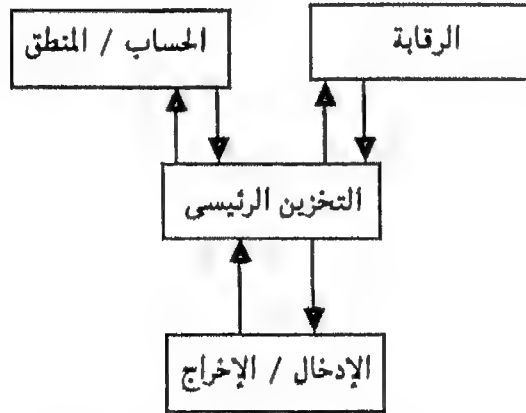 الرقابة
الحساب / المنطق
التخزين الرئيسى
الإدخال / الإخراج